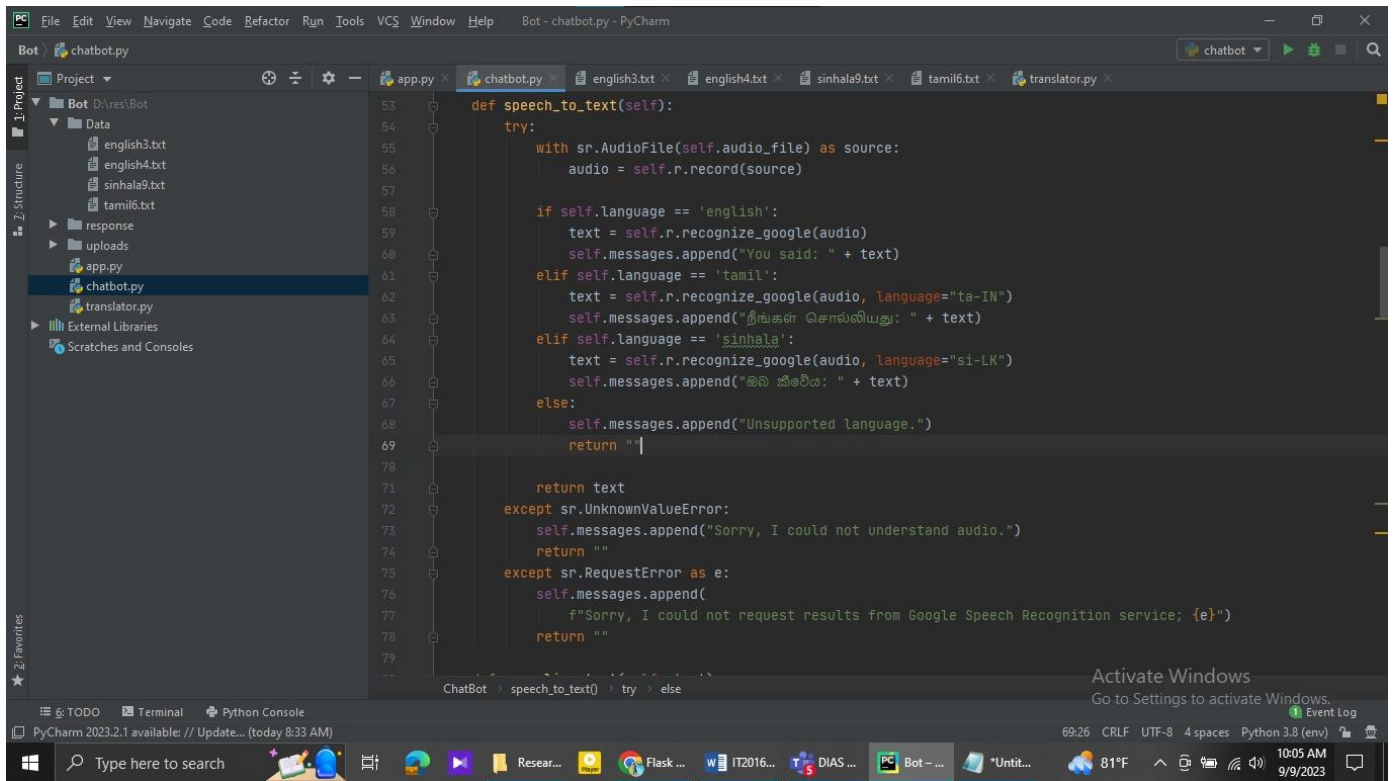 File Edit View Navigate Code Refactor Run Tools VCS Window Help Bot - chatbot.py - PyCharm
Bot chatbot.py chatbot
1: Project
Project
app.py chatbot.py english3.txt english4.txt sinhala9.txt tamil6.txt translator.py
Bot D:\res\Bot
Data
english3.txt
english4.txt
sinhala9.txt
tamil6.txt
response
uploads
app.py
chatbot.py
translator.py
External Libraries
Scratches and Consoles
7: Structure
2: Favorites
53 def speech_to_text(self):
54 try:
55 with sr.AudioFile(self.audio_file) as source:
56 audio = self.r.record(source)
57
58 if self.language == 'english':
59 text = self.r.recognize_google(audio)
60 self.messages.append("You said: " + text)
61 elif self.language == 'tamil':
62 text = self.r.recognize_google(audio, language="ta-IN")
63 self.messages.append("நீங்கள் சொல்லியது: " + text)
64 elif self.language == 'sinhala':
65 text = self.r.recognize_google(audio, language="si-LK")
66 self.messages.append("ඔබ කීවේය: " + text)
67 else:
68 self.messages.append("Unsupported language.")
69 return ""
70
71 return text
72 except sr.UnknownValueError:
73 self.messages.append("Sorry, I could not understand audio.")
74 return ""
75 except sr.RequestError as e:
76 self.messages.append(
77 f"Sorry, I could not request results from Google Speech Recognition service; {e}")
78 return ""
79
ChatBot speech_to_text() try else
Activate Windows
Go to Settings to activate Windows.
6: TODO Terminal Python Console 1 Event Log
PyCharm 2023.2.1 available: // Update... (today 8:33 AM) 69:26 CRLF UTF-8 4 spaces Python 3.8 (env)
Type here to search Resear... Flask ... IT2016... DIAS ... Bot – ... *Untit... 81°F 10:05 AM
9/9/2023